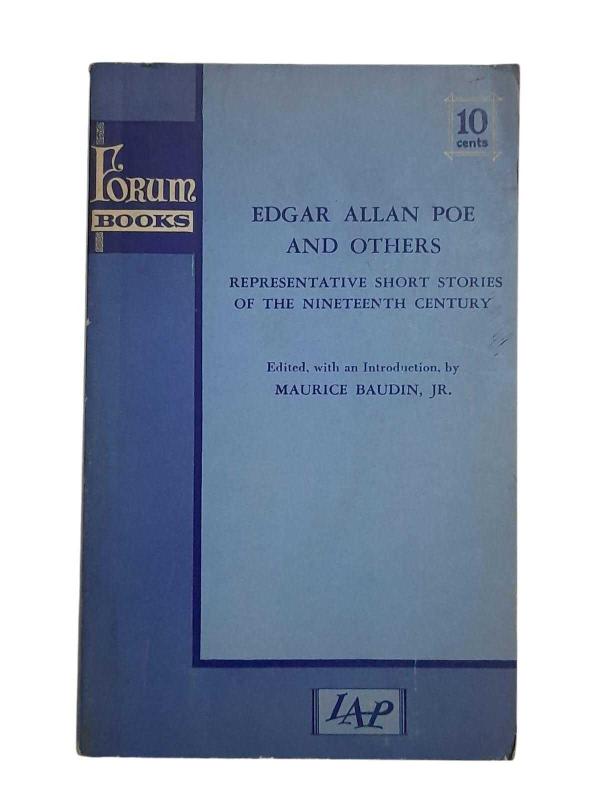 10
cents
FORUM
BOOKS
EDGAR ALLAN POE
AND OTHERS
REPRESENTATIVE SHORT STORIES
OF THE NINETEENTH CENTURY
Edited, with an Introduction, by
MAURICE BAUDIN, JR.
LAP